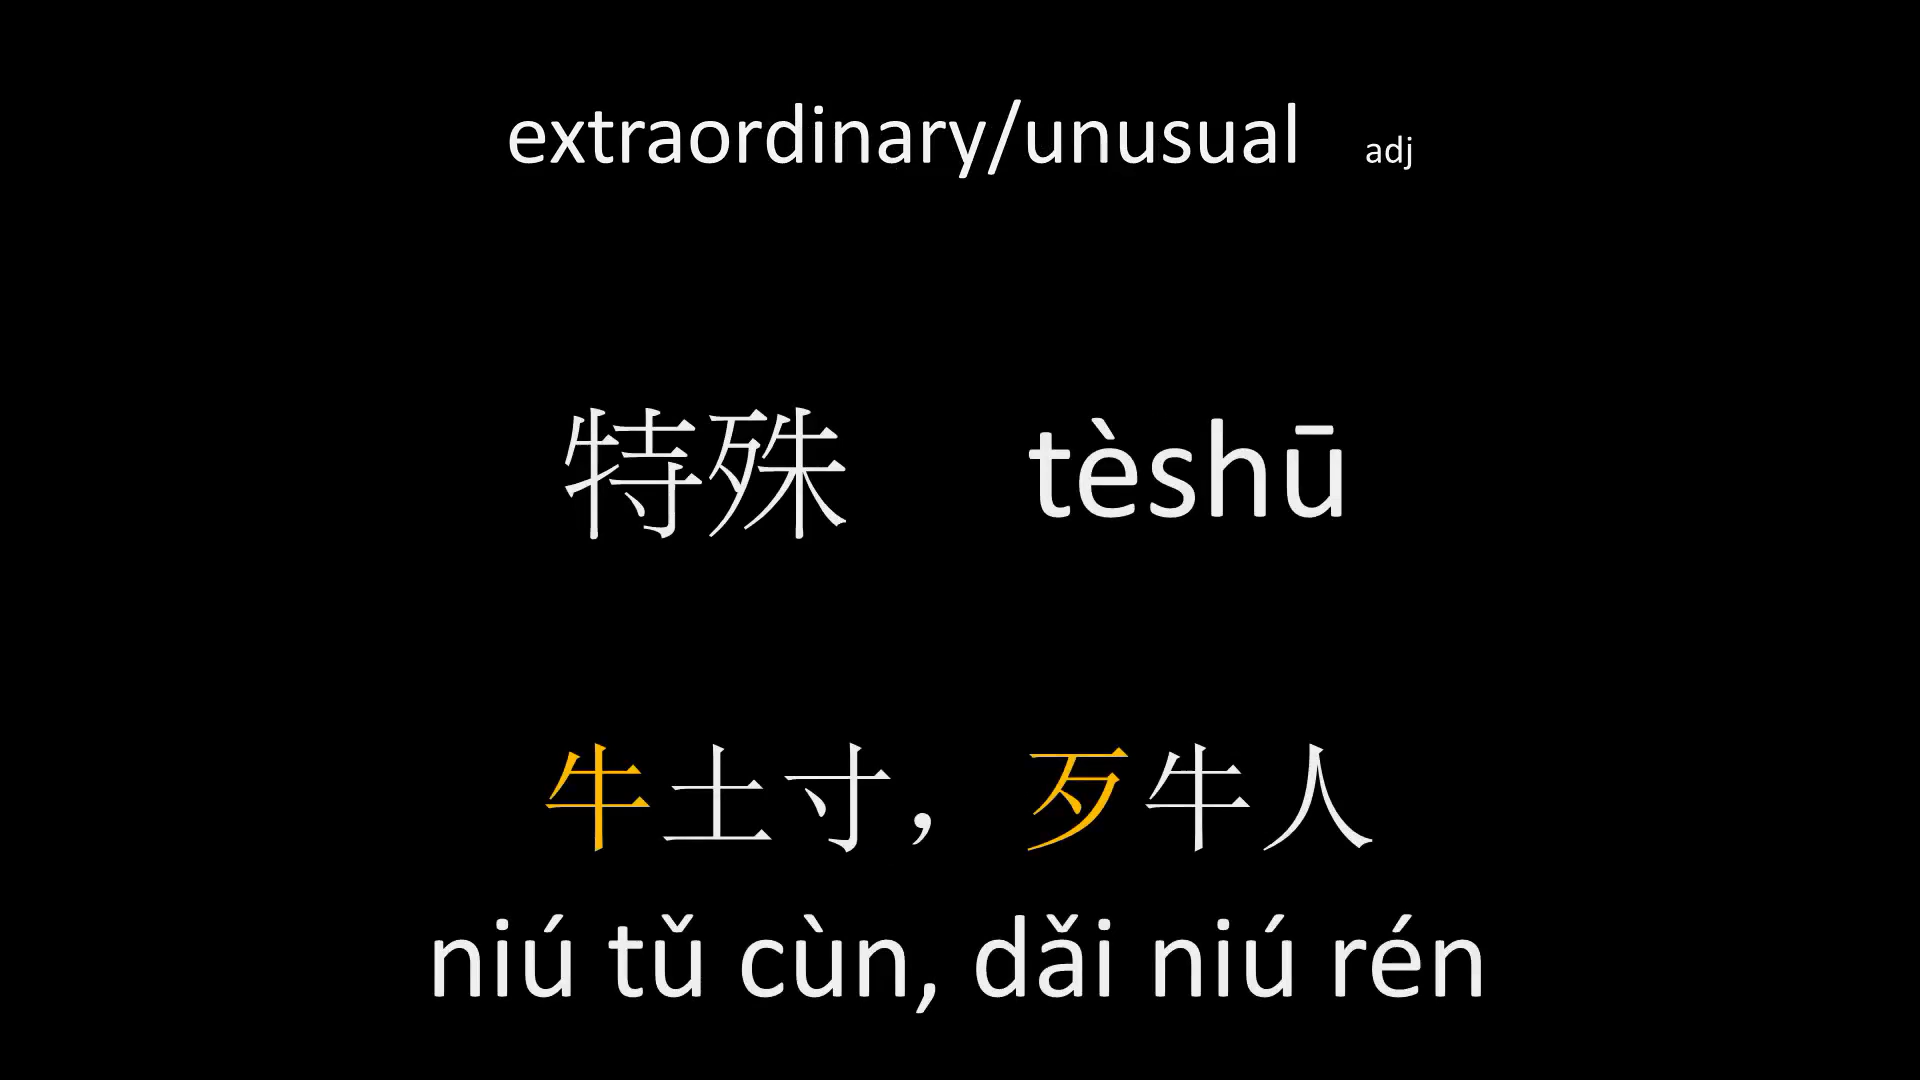 extraordinary/unusual adj
特殊 tèshū
牛土寸，歹牛人
niú tǔ cùn, dǎi niú rén